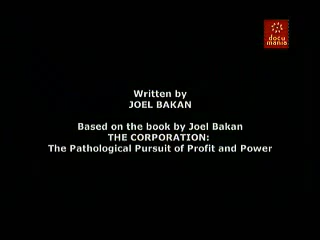 docu
mania
Written by
JOEL BAKAN
Based on the book by Joel Bakan
THE CORPORATION:
The Pathological Pursuit of Profit and Power